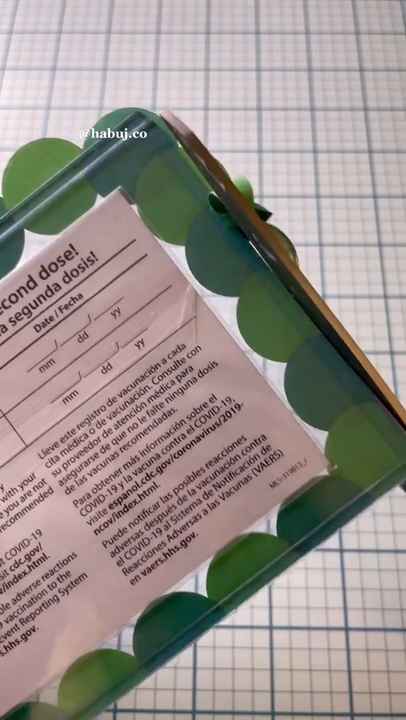 @habuj.co
cond dose!
a segunda dosis!
Date / Fecha
mm dd yy
mm dd yy
Lleve este registro de vacunación a cada
cita médica o de vacunación. Consulte con
su proveedor de atención médica para
asegurarse de que no le falte ninguna dosis
de las vacunas recomendadas.
Para obtener más información sobre el
COVID-19 y la vacuna contra el COVID-19,
visite espanol.cdc.gov/coronavirus/2019-
ncov/index.html.
Puede notificar las posibles reacciones
adversas después de la vacunación contra
el COVID-19 al Sistema de Notificación de
Reacciones Adversas a las Vacunas (VAERS)
en vaers.hhs.gov.
with your
you are not
recommended
COVID-19
sit cdc.gov/
/index.html.
ble adverse reactions
9 vaccination to the
vent Reporting System
s.hhs.gov.
MLS-319813_r